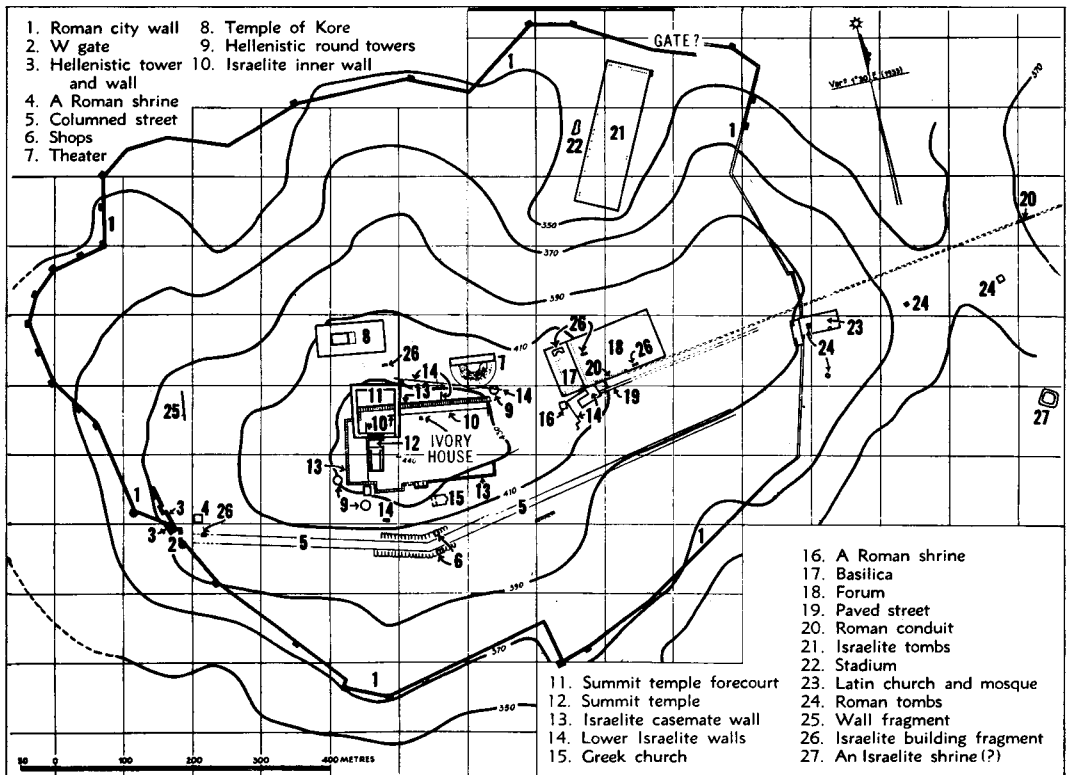 1. Roman city wall
2. W gate
3. Hellenistic tower
and wall
4. A Roman shrine
5. Columned street
6. Shops
7. Theater
8. Temple of Kore
9. Hellenistic round towers
10. Israelite inner wall
GATE ?
1
1
21
22
Varⁿ 1°30' E (1933)
370
350
370
390
20
1
24
24
23
24
27
8
26
410
14
7
13
11
10
10
12
IVORY
HOUSE
440
430
14
9
26
18
17
20
26
16
14
19
13
9
14
15
13
410
25
1
3
3
2
4
26
5
5
6
390
1
1
370
350
50 0 100 200 300 400 METRES
11. Summit temple forecourt
12. Summit temple
13. Israelite casemate wall
14. Lower Israelite walls
15. Greek church
16. A Roman shrine
17. Basilica
18. Forum
19. Paved street
20. Roman conduit
21. Israelite tombs
22. Stadium
23. Latin church and mosque
24. Roman tombs
25. Wall fragment
26. Israelite building fragment
27. An Israelite shrine (?)